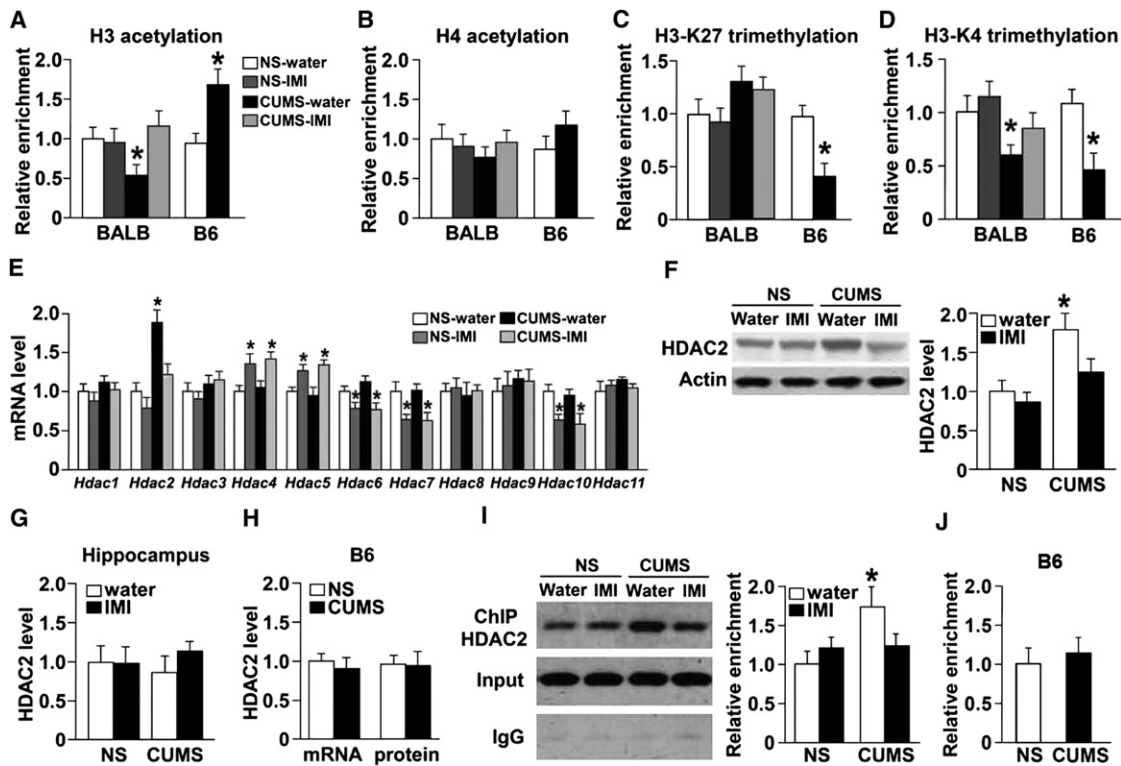 A
H3 acetylation
Relative enrichment
2.0
1.5
1.0
0.5
0
*
*
BALB
B6
NS-water
NS-IMI
CUMS-water
CUMS-IMI
B
H4 acetylation
Relative enrichment
2.0
1.5
1.0
0.5
0
BALB
B6
C
H3-K27 trimethylation
Relative enrichment
1.5
1.0
0.5
0
*
BALB
B6
D
H3-K4 trimethylation
Relative enrichment
1.5
1.0
0.5
0
*
*
BALB
B6
E
mRNA level
2.0
1.5
1.0
0.5
0
NS-water
NS-IMI
CUMS-water
CUMS-IMI
*
* * * *
* * * * * *
Hdac1 Hdac2 Hdac3 Hdac4 Hdac5 Hdac6 Hdac7 Hdac8 Hdac9 Hdac10 Hdac11
F
NS CUMS
Water IMI Water IMI
HDAC2
Actin
HDAC2 level
2.0
1.5
1.0
0.5
0
water
IMI
*
NS CUMS
G
Hippocampus
HDAC2 level
2.0
1.5
1.0
0.5
0
water
IMI
NS CUMS
H
B6
HDAC2 level
2.0
1.5
1.0
0.5
0
NS
CUMS
mRNA protein
I
NS CUMS
Water IMI Water IMI
ChIP
HDAC2
Input
IgG
Relative enrichment
2.0
1.5
1.0
0.5
0
water
IMI
*
NS CUMS
J
B6
Relative enrichment
2.0
1.5
1.0
0.5
0
NS CUMS